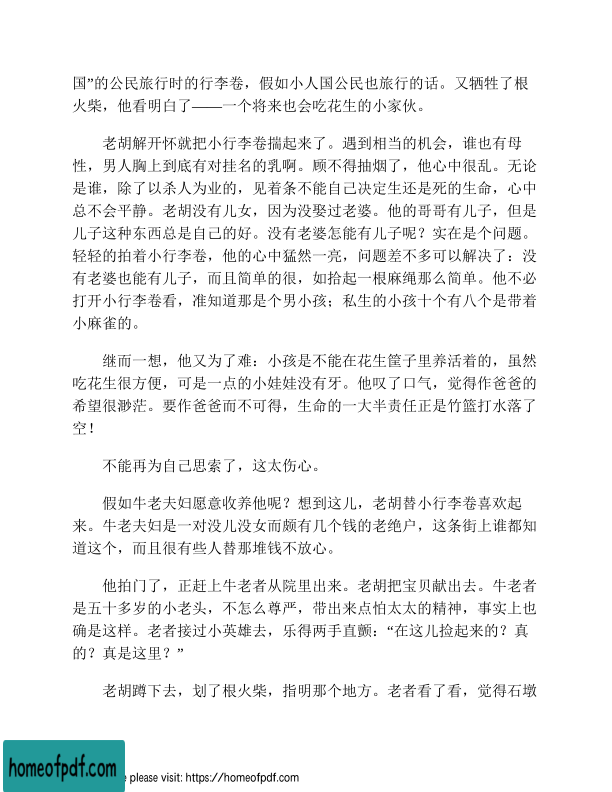 国”的公民旅行时的行李卷，假如小人国公民也旅行的话。又牺牲了根
火柴，他看明白了——一个将来也会吃花生的小家伙。
老胡解开怀就把小行李卷揣起来了。遇到相当的机会，谁也有母
性，男人胸上到底有对挂名的乳啊。顾不得抽烟了，他心中很乱。无论
是谁，除了以杀人为业的，见着条不能自己决定生还是死的生命，心中
总不会平静。老胡没有儿女，因为没娶过老婆。他的哥哥有儿子，但是
儿子这种东西总是自己的好。没有老婆怎能有儿子呢？实在是个问题。
轻轻的拍着小行李卷，他的心中猛然一亮，问题差不多可以解决了：没
有老婆也能有儿子，而且简单的很，如拾起一根麻绳那么简单。他不必
打开小行李卷看，准知道那是个男小孩；私生的小孩十个有八个是带着
小麻雀的。
继而一想，他又为了难：小孩是不能在花生筐子里养活着的，虽然
吃花生很方便，可是一点的小娃娃没有牙。他叹了口气，觉得作爸爸的
希望很渺茫。要作爸爸而不可得，生命的一大半责任正是竹篮打水落了
空！
不能再为自己思索了，这太伤心。
假如牛老夫妇愿意收养他呢？想到这儿，老胡替小行李卷喜欢起
来。牛老夫妇是一对没儿没女而颇有几个钱的老绝户，这条街上谁都知
道这个，而且很有些人替那堆钱不放心。
他拍门了，正赶上牛老者从院里出来。老胡把宝贝献出去。牛老者
是五十多岁的小老头，不怎么尊严，带出来点怕太太的精神，事实上也
确是这样。老者接过小英雄去，乐得两手直颤：“在这儿捡起来的？真
的？真是这里？”
老胡蹲下去，划了根火柴，指明那个地方。老者看了看，觉得石墩
homeofpdf.com
e please visit: https://homeofpdf.com